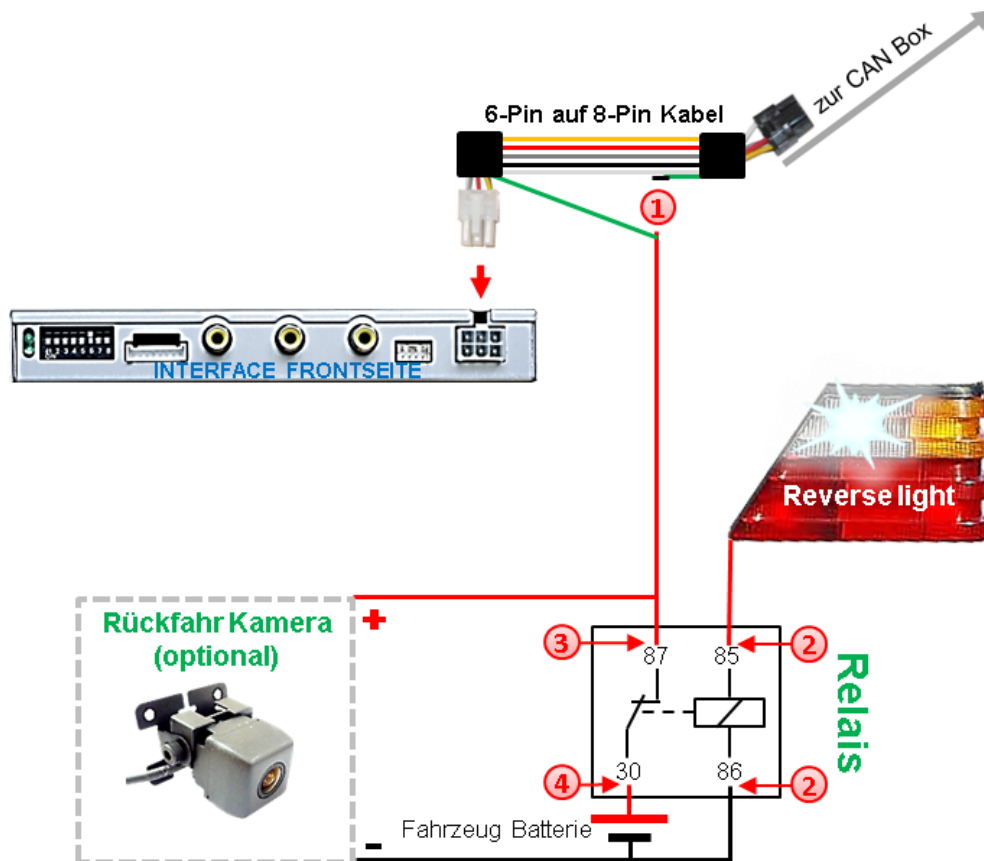 zur CAN Box
6-Pin auf 8-Pin Kabel
1
INTERFACE FRONTSEITE
Reverse light
Rückfahr Kamera
(optional)
+
3
87
85
2
Relais
4
30
86
2
Fahrzeug Batterie
-